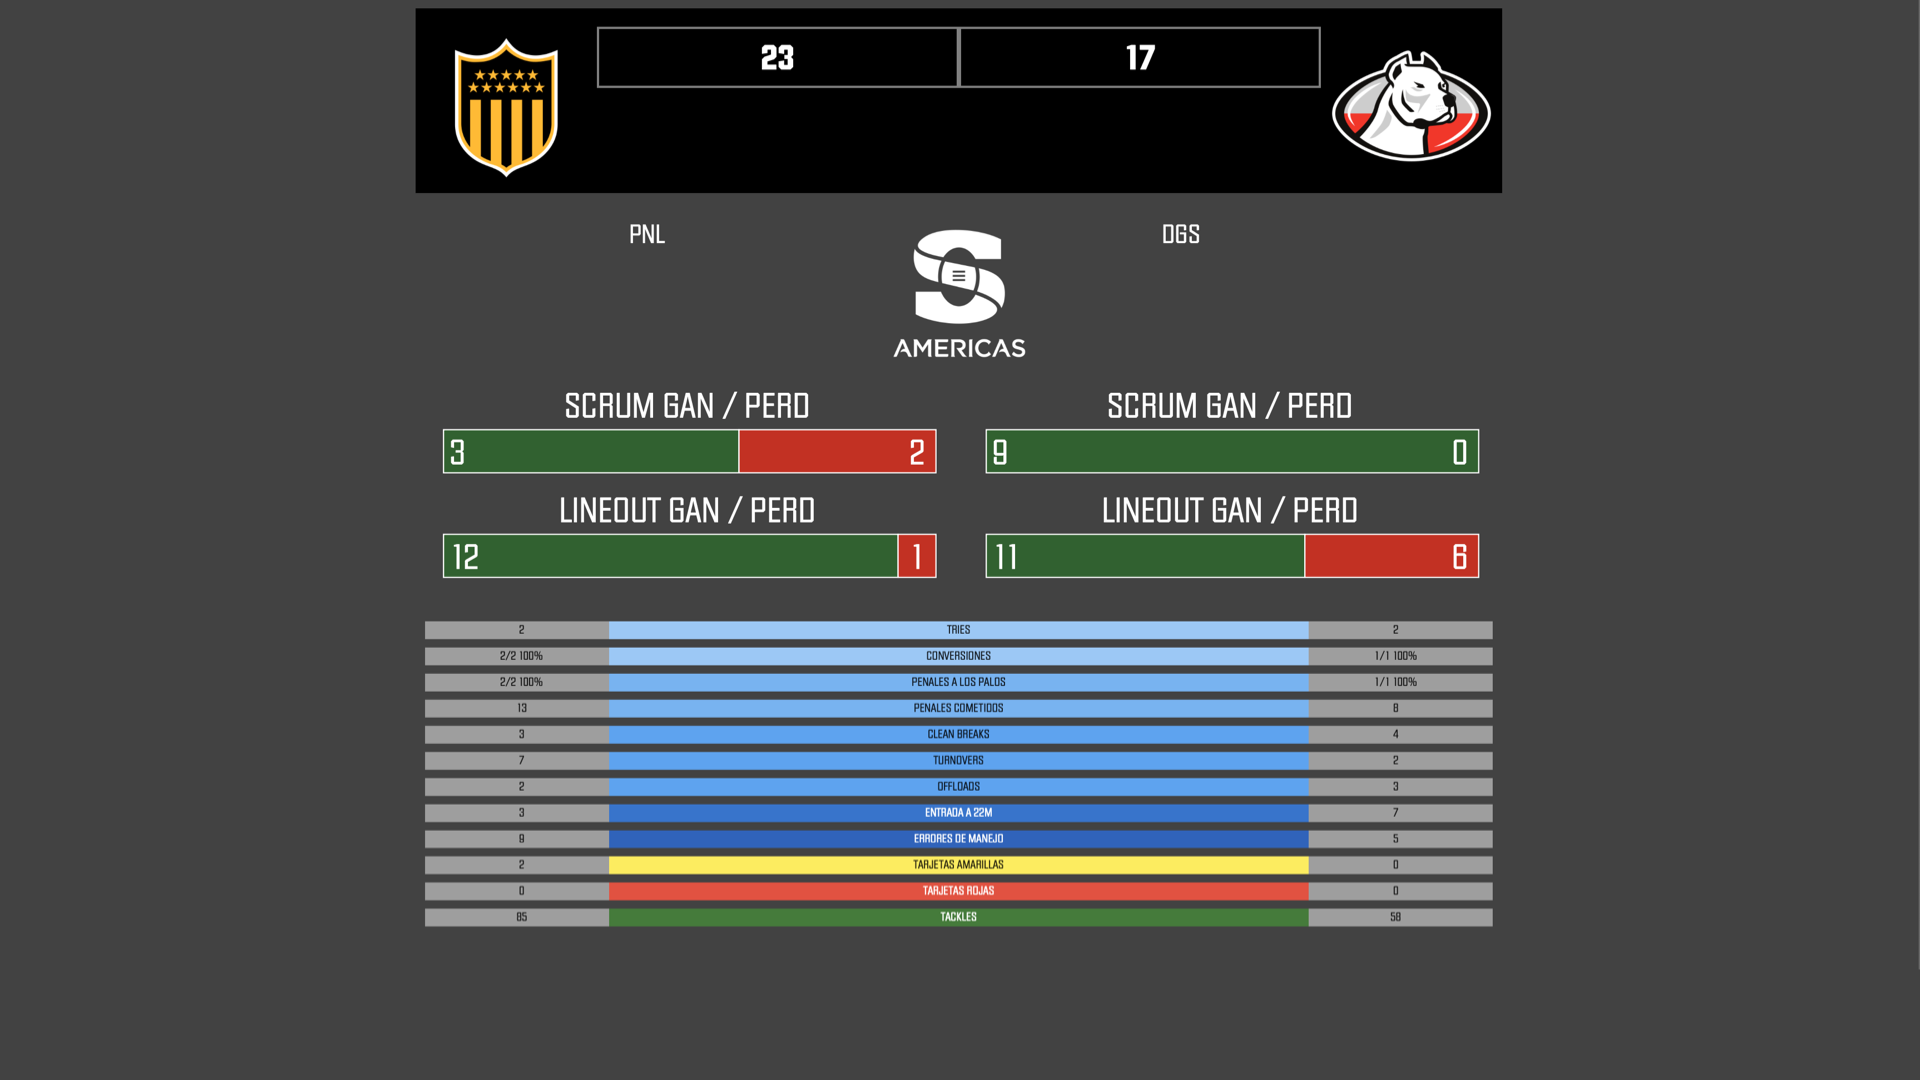 23 17
PNL DGS
AMERICAS
SCRUM GAN / PERD SCRUM GAN / PERD
3 2 9 0
LINEOUT GAN / PERD LINEOUT GAN / PERD
12 1 11 6
2 TRIES 2
2/2 100% CONVERSIONES 1/1 100%
2/2 100% PENALES A LOS PALOS 1/1 100%
13 PENALES COMETIDOS 8
3 CLEAN BREAKS 4
7 TURNOVERS 2
2 OFFLOADS 3
3 ENTRADA A 22M 7
9 ERRORES DE MANEJO 5
2 TARJETAS AMARILLAS 0
0 TARJETAS ROJAS 0
85 TACKLES 58